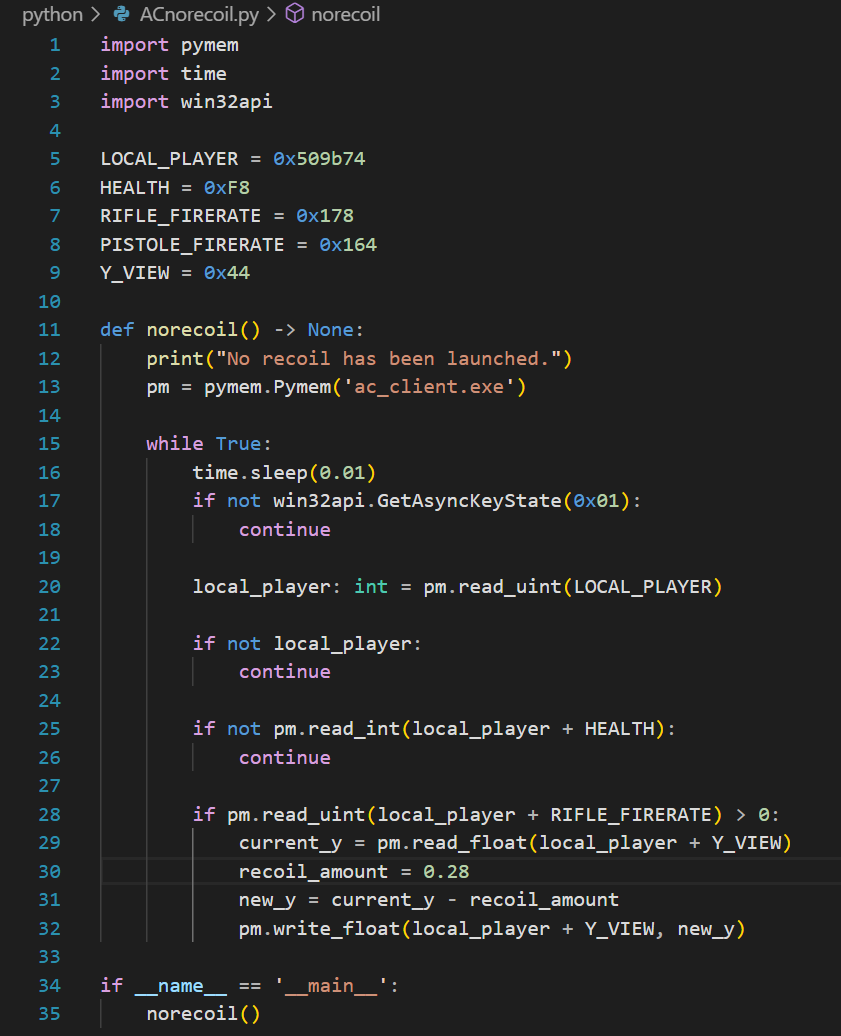 python > ACnorecoil.py > norecoil
1 import pymem
2 import time
3 import win32api
4
5 LOCAL_PLAYER = 0x509b74
6 HEALTH = 0xF8
7 RIFLE_FIRERATE = 0x178
8 PISTOLE_FIRERATE = 0x164
9 Y_VIEW = 0x44
10
11 def norecoil() -> None:
12     print("No recoil has been launched.")
13     pm = pymem.Pymem('ac_client.exe')
14
15     while True:
16         time.sleep(0.01)
17         if not win32api.GetAsyncKeyState(0x01):
18             continue
19
20         local_player: int = pm.read_uint(LOCAL_PLAYER)
21
22         if not local_player:
23             continue
24
25         if not pm.read_int(local_player + HEALTH):
26             continue
27
28         if pm.read_uint(local_player + RIFLE_FIRERATE) > 0:
29             current_y = pm.read_float(local_player + Y_VIEW)
30             recoil_amount = 0.28
31             new_y = current_y - recoil_amount
32             pm.write_float(local_player + Y_VIEW, new_y)
33
34 if __name__ == '__main__':
35     norecoil()